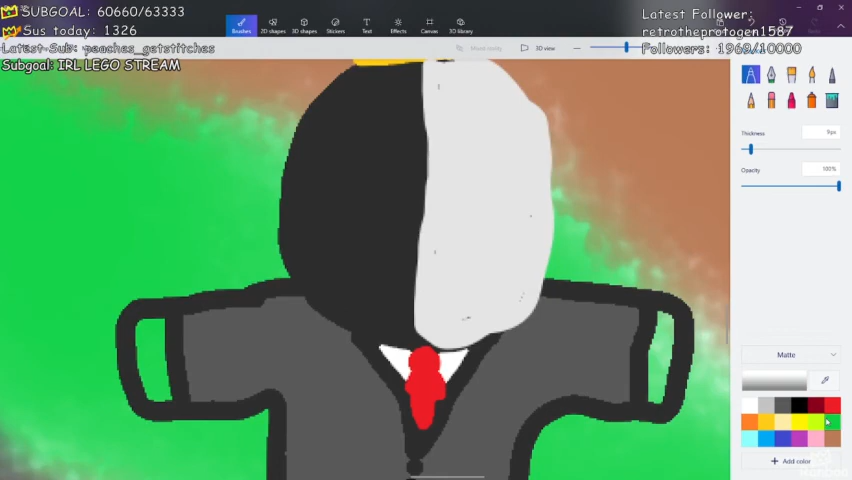 SUBGOAL: 60660/63333
Sus today: 1326
Latest Sub: peaches_getstitches
Subgoal: IRL LEGO STREAM
Brushes
2D shapes
3D shapes
Stickers
Text
Effects
Canvas
3D library
Mixed reality
3D view
Latest Follower:
retrotheprotogen1587
Followers: 1969/10000
Thickness
9px
Opacity
100%
Matte
Add color